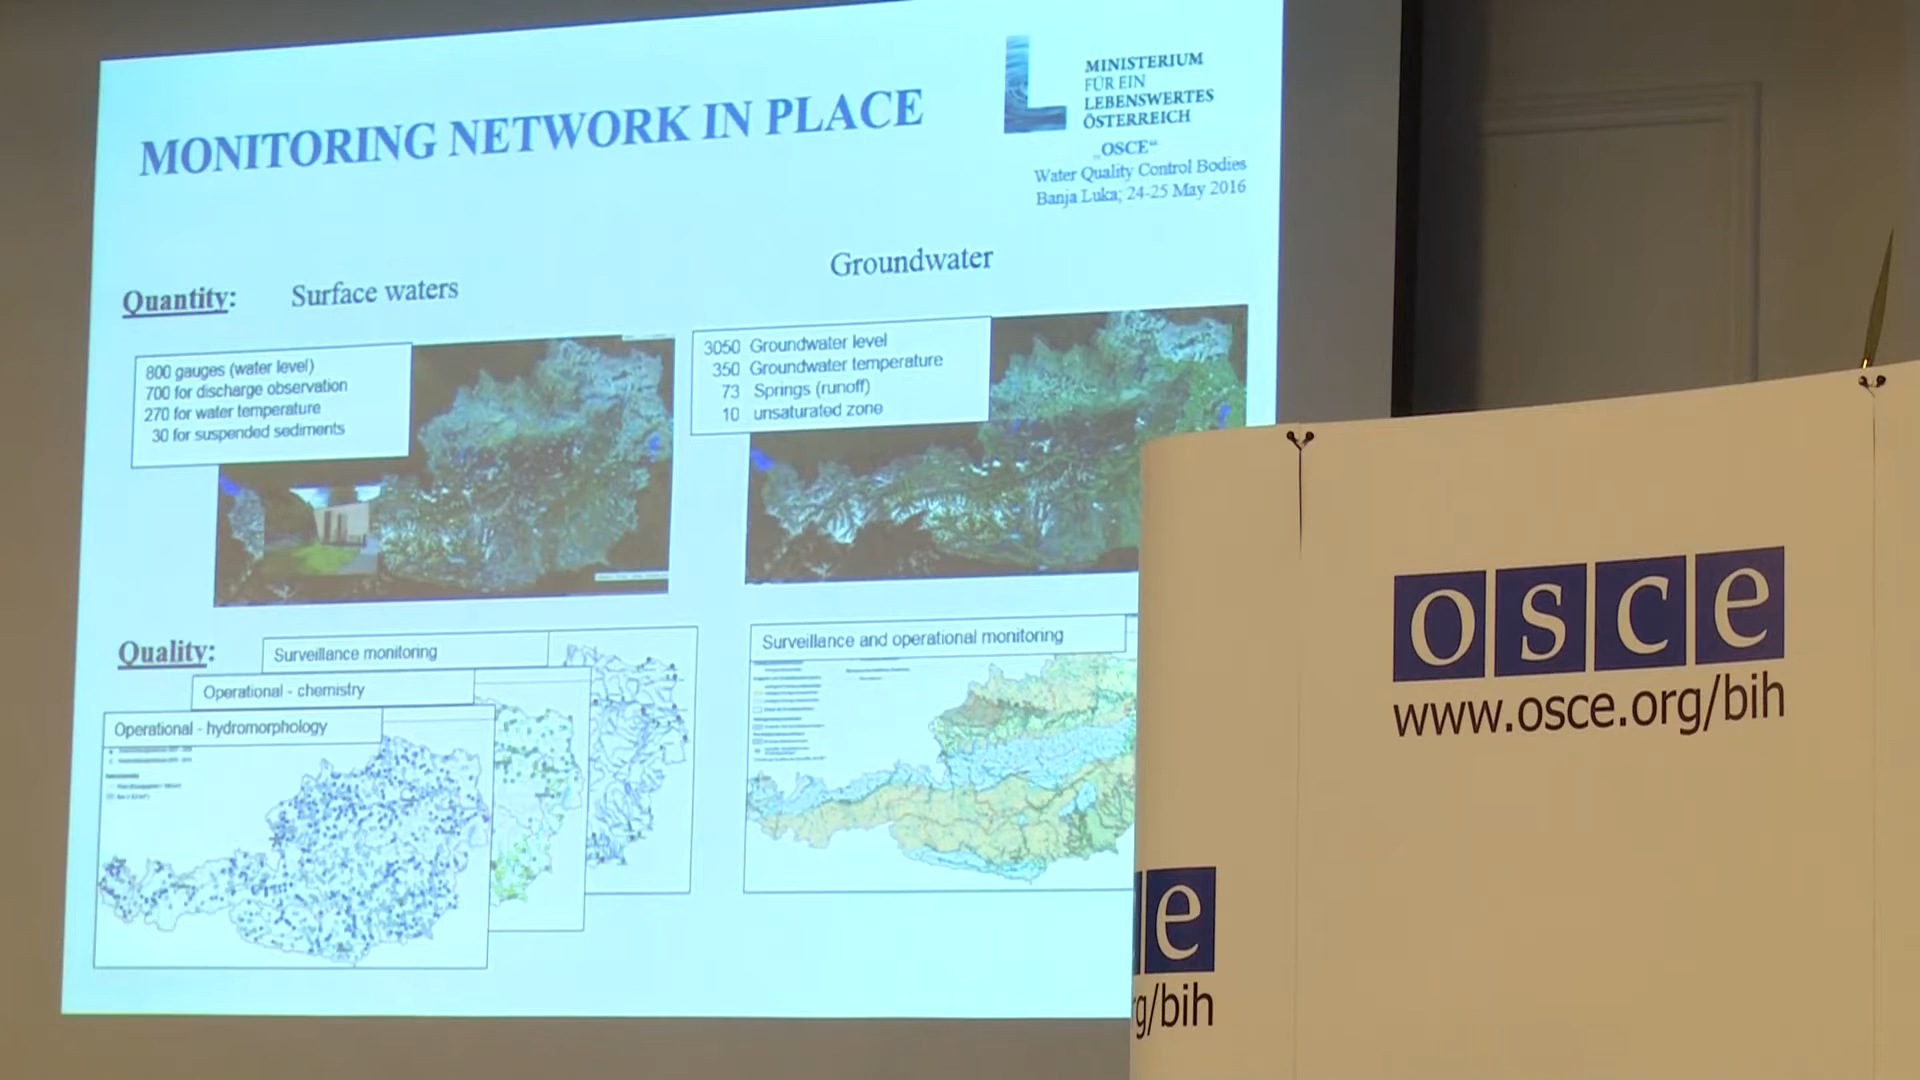 MONITORING NETWORK IN PLACE
MINISTERIUM
FÜR EIN
LEBENSWERTES
ÖSTERREICH
„OSCE“
Water Quality Control Bodies
Banja Luka; 24-25 May 2016
Quantity:
Surface waters
Groundwater
800 gauges (water level)
700 for discharge observation
270 for water temperature
30 for suspended sediments
3050 Groundwater level
350 Groundwater temperature
73 Springs (runoff)
10 unsaturated zone
Quality:
Surveillance monitoring
Operational - chemistry
Operational - hydromorphology
Surveillance and operational monitoring
osce
www.osce.org/bih
e
rg/bih